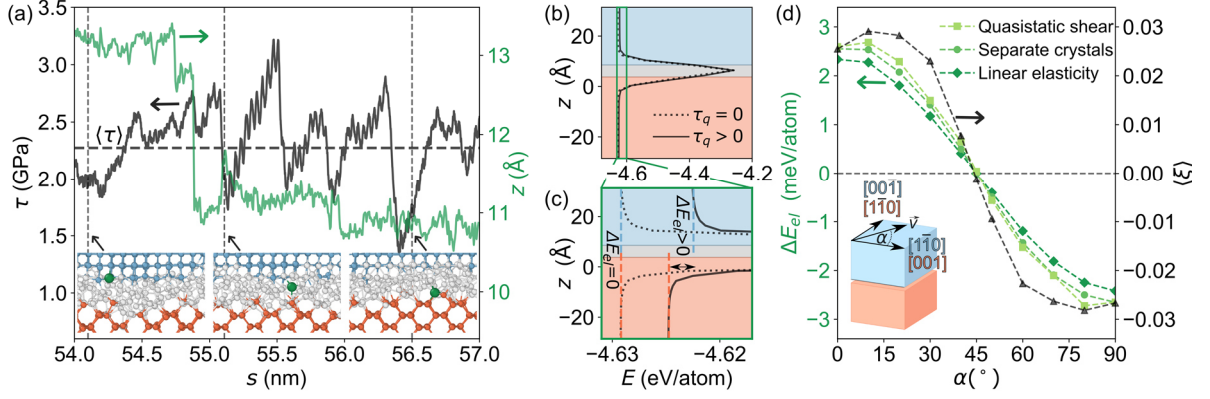 (a)
3.5
3.0
2.5
2.0
1.5
1.0
τ (GPa)
⟨τ⟩
13
12
11
10
z (Å)
54.0 54.5 55.0 55.5 56.0 56.5 57.0
s (nm)
(b)
20
0
−20
z (Å)
τq = 0
τq > 0
−4.6 −4.4 −4.2
(c)
20
0
0
20
z (Å)
ΔEel=0
ΔEel>0
−4.63 −4.62
E (eV/atom)
(d)
3
2
1
0
−1
−2
−3
ΔEel (meV/atom)
Quasistatic shear
Separate crystals
Linear elasticity
0.03
0.02
0.01
0.00
−0.01
−0.02
−0.03
⟨ξ⟩
[001̄]
[11̄0]
v⃗
α
[11̄0]
[001]
0 15 30 45 60 75 90
α(°)